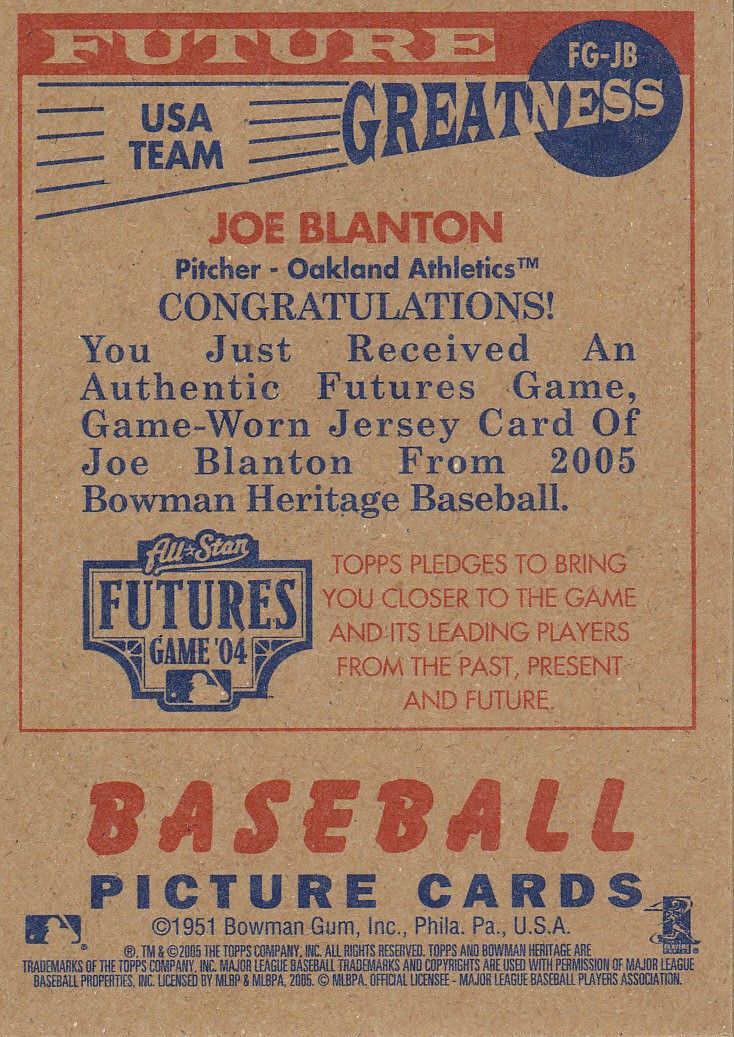 FUTURE
FG-JB
GREATNESS
USA
TEAM
JOE BLANTON
Pitcher - Oakland Athletics™
CONGRATULATIONS!
You Just Received An
Authentic Futures Game,
Game-Worn Jersey Card Of
Joe Blanton From 2005
Bowman Heritage Baseball.
All★Star
FUTURES
GAME '04
TOPPS PLEDGES TO BRING
YOU CLOSER TO THE GAME
AND ITS LEADING PLAYERS
FROM THE PAST, PRESENT
AND FUTURE.
BASEBALL
PICTURE CARDS
©1951 Bowman Gum, Inc., Phila. Pa., U.S.A.
®, TM & ©2005 THE TOPPS COMPANY, INC. ALL RIGHTS RESERVED. TOPPS AND BOWMAN HERITAGE ARE
TRADEMARKS OF THE TOPPS COMPANY, INC. MAJOR LEAGUE BASEBALL TRADEMARKS AND COPYRIGHTS ARE USED WITH PERMISSION OF MAJOR LEAGUE
BASEBALL PROPERTIES, INC. LICENSED BY MLBP & MLBPA, 2005. © MLBPA. OFFICIAL LICENSEE - MAJOR LEAGUE BASEBALL PLAYERS ASSOCIATION.